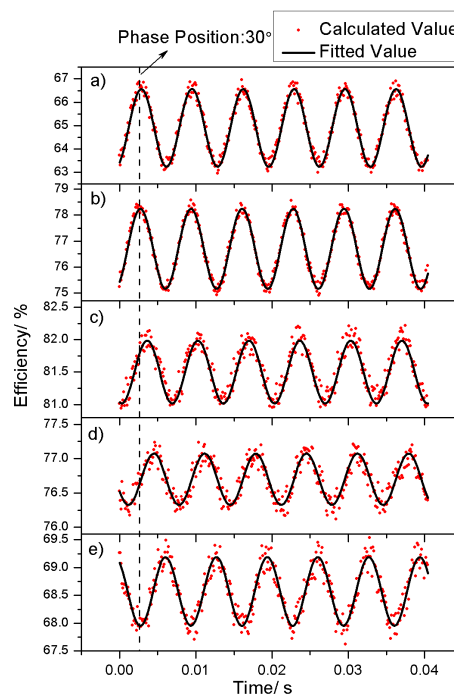 Phase Position:30°
Calculated Value
Fitted Value
a)
67
66
65
64
63
b)
79
78
77
76
75
c)
82.5
82.0
81.5
81.0
d)
77.5
77.0
76.5
76.0
e)
69.5
69.0
68.5
68.0
67.5
Efficiency/ %
0.00 0.01 0.02 0.03 0.04
Time/ s